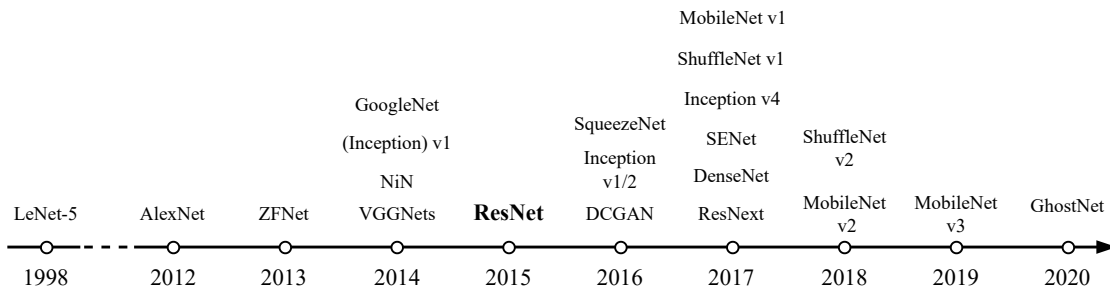 MobileNet v1
ShuffleNet v1
GoogleNet
Inception v4
SqueezeNet
(Inception) v1
SENet
ShuffleNet
v2
Inception
v1/2
NiN
DenseNet
LeNet-5
AlexNet
ZFNet
VGGNets
ResNet
DCGAN
ResNext
MobileNet
v2
MobileNet
v3
GhostNet
1998
2012
2013
2014
2015
2016
2017
2018
2019
2020